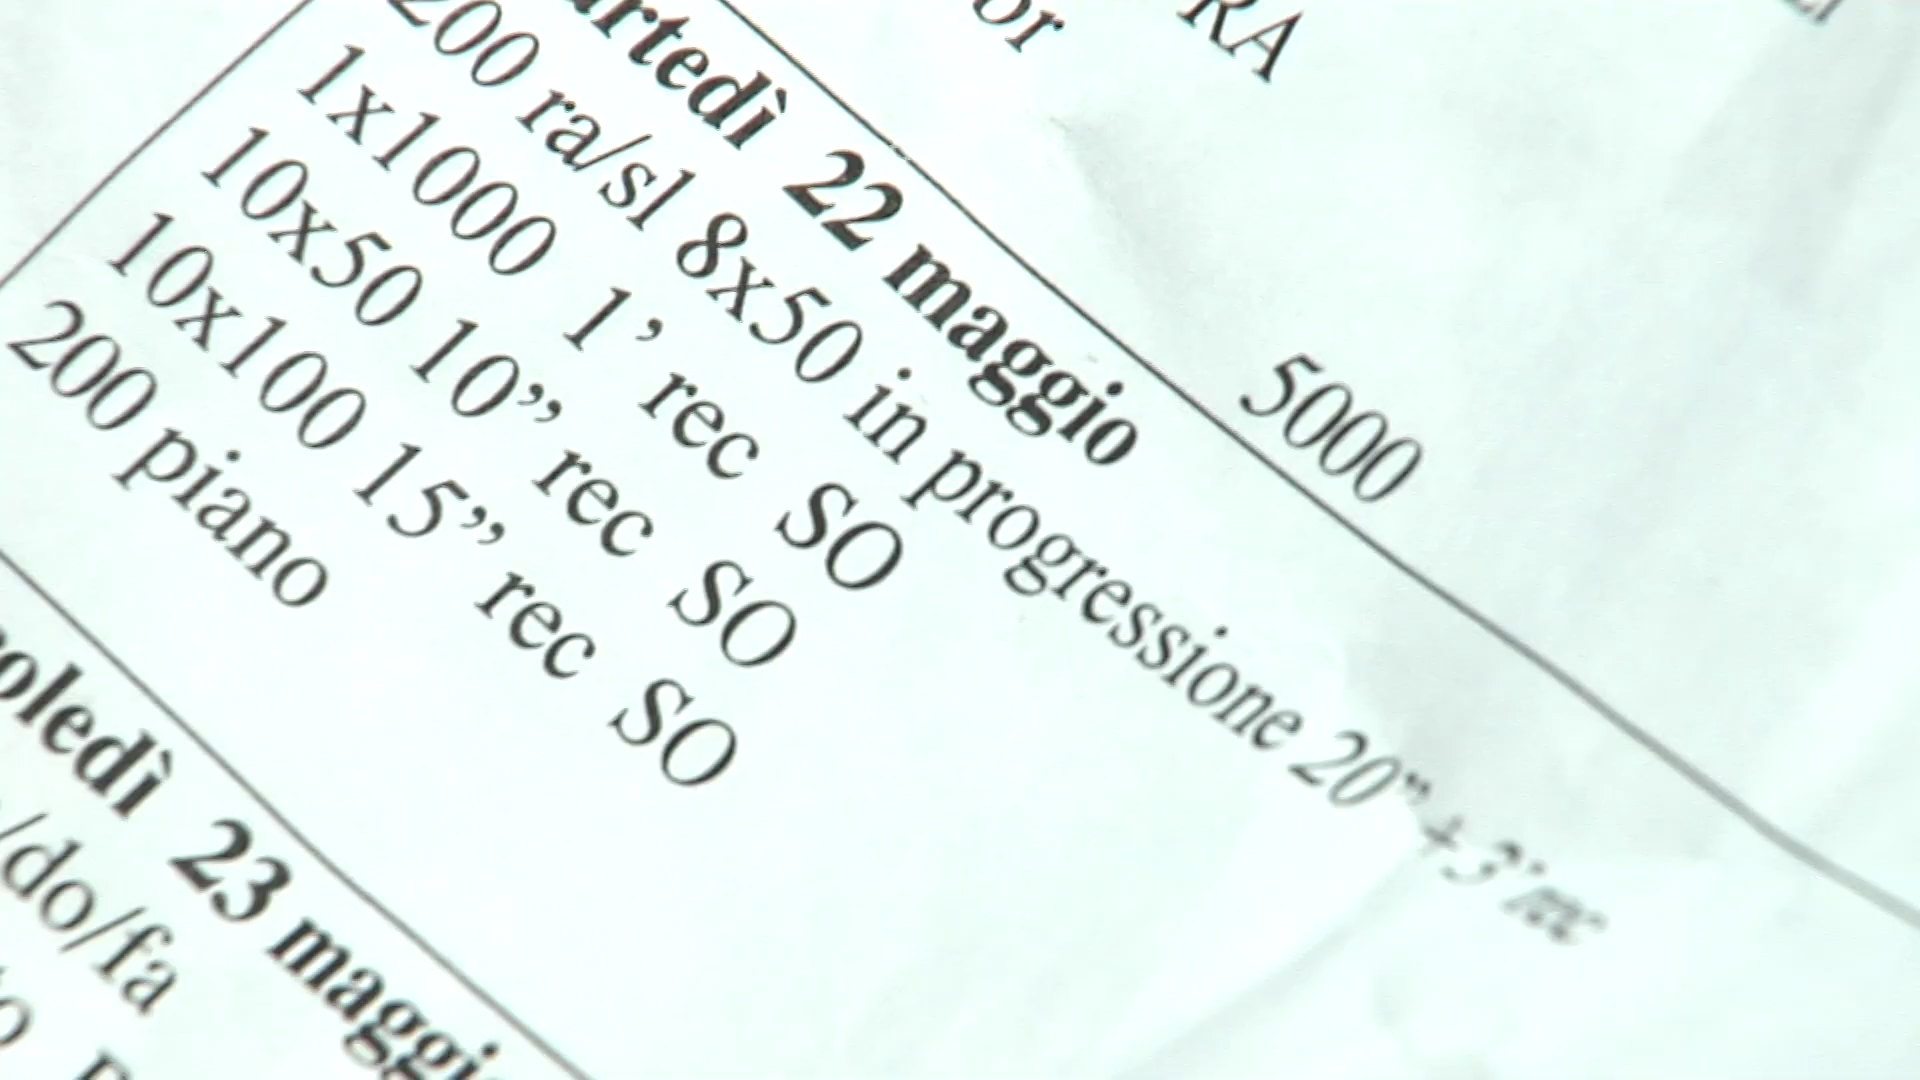 or RA
5000
artedì 22 maggio
200 ra/sl 8x50 in progressione 20” + 3’ rec
1x1000 1’ rec SO
10x50 10” rec SO
10x100 15” rec SO
200 piano
oledì 23 maggio
/do/fa